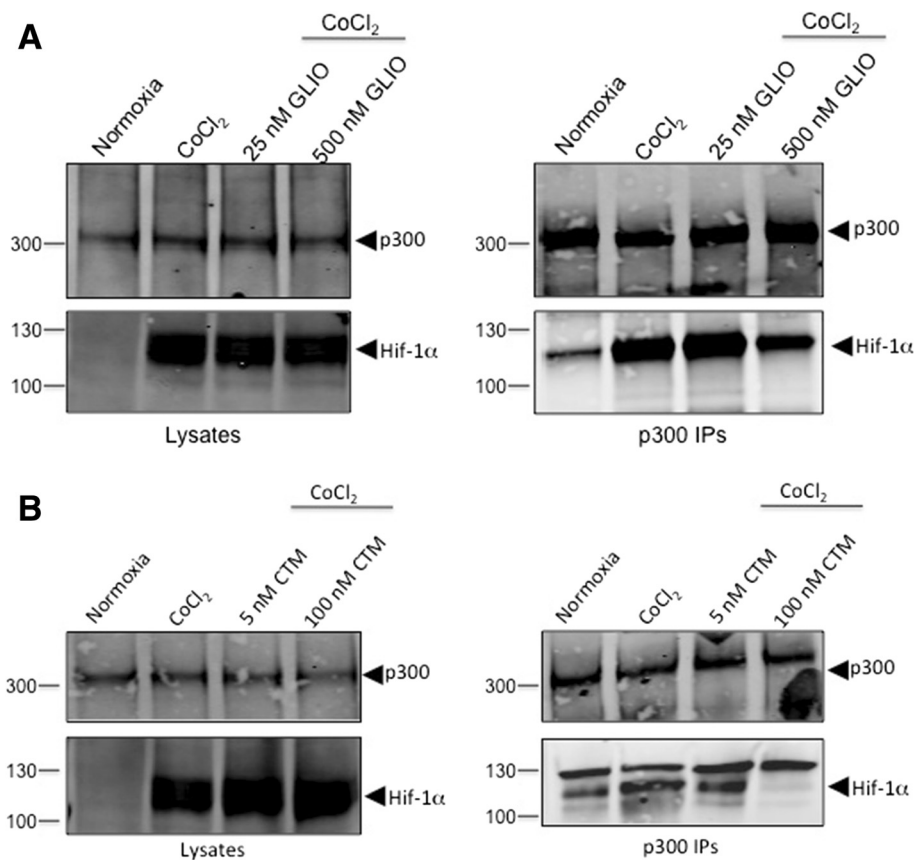 A
CoCl₂
Normoxia
CoCl₂
25 nM GLIO
500 nM GLIO
300
p300
130
Hif-1α
100
Lysates
CoCl₂
Normoxia
CoCl₂
25 nM GLIO
500 nM GLIO
300
p300
130
Hif-1α
100
p300 IPs
B
CoCl₂
Normoxia
CoCl₂
5 nM CTM
100 nM CTM
300
p300
130
Hif-1α
100
Lysates
CoCl₂
Normoxia
CoCl₂
5 nM CTM
100 nM CTM
300
p300
130
Hif-1α
100
p300 IPs